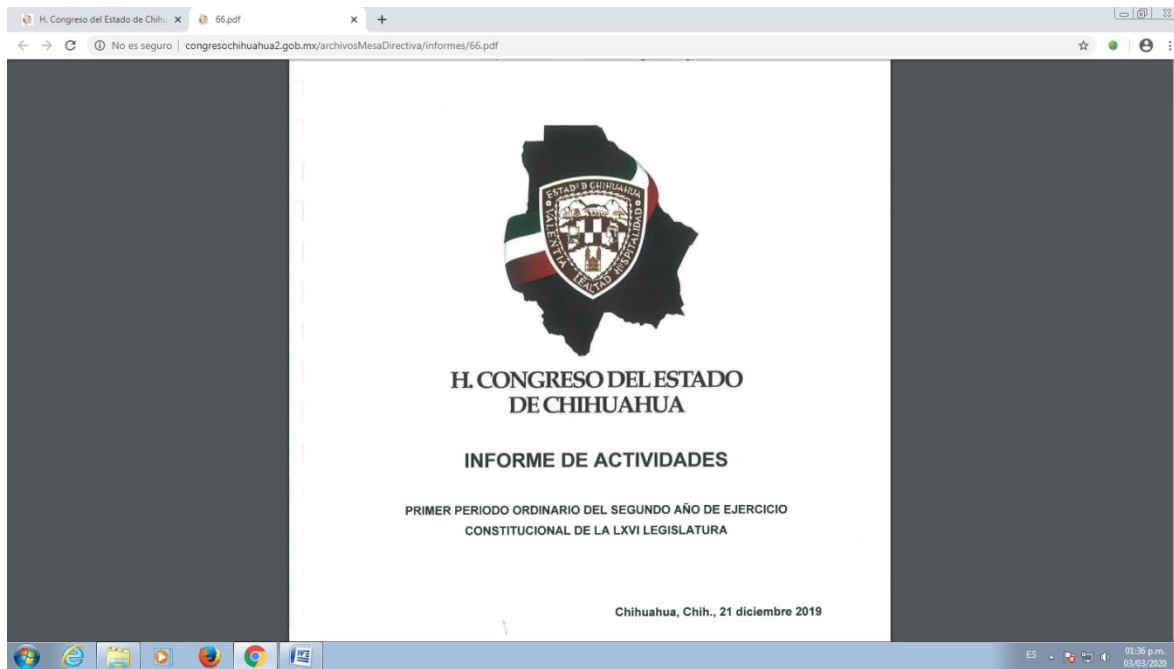 H. Congreso del Estado de Chihu
66.pdf
No es seguro | congresochihuahua2.gob.mx/archivosMesaDirectiva/informes/66.pdf
ESTADO D CHIHUAHUA
VALENTIA LEALTAD HOSPITALIDAD
H. CONGRESO DEL ESTADO
DE CHIHUAHUA
INFORME DE ACTIVIDADES
PRIMER PERIODO ORDINARIO DEL SEGUNDO AÑO DE EJERCICIO
CONSTITUCIONAL DE LA LXVI LEGISLATURA
Chihuahua, Chih., 21 diciembre 2019
ES
01:36 p.m.
03/03/2020